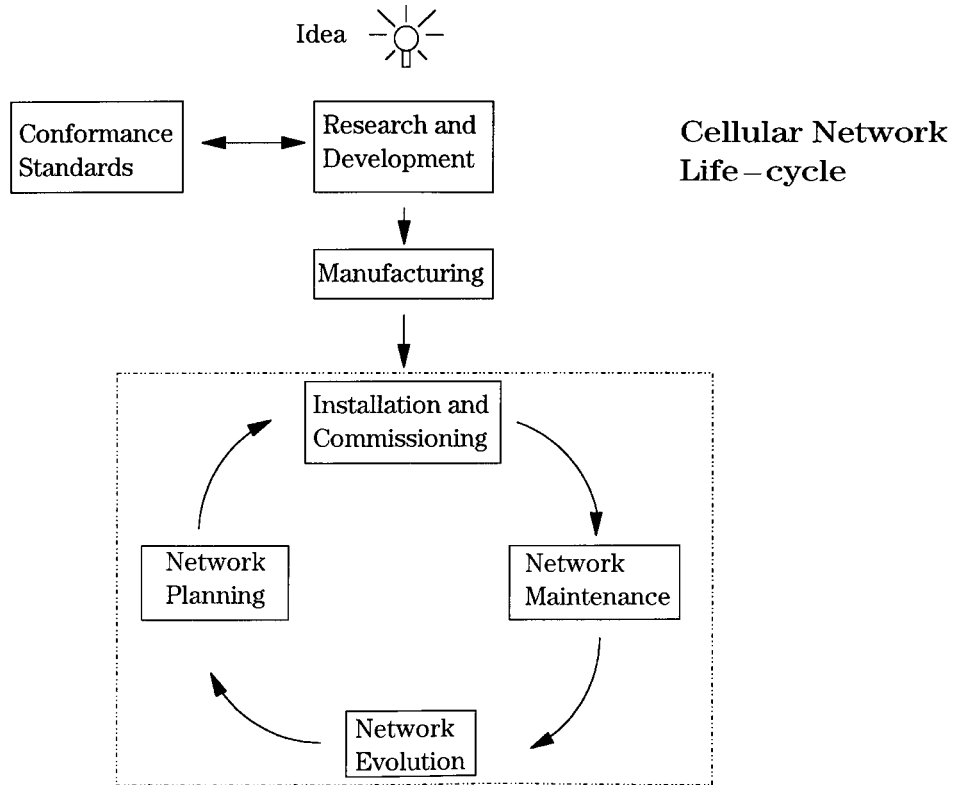 Idea
Conformance
Standards
Research and
Development
Cellular Network
Life-cycle
Manufacturing
Installation and
Commissioning
Network
Planning
Network
Maintenance
Network
Evolution